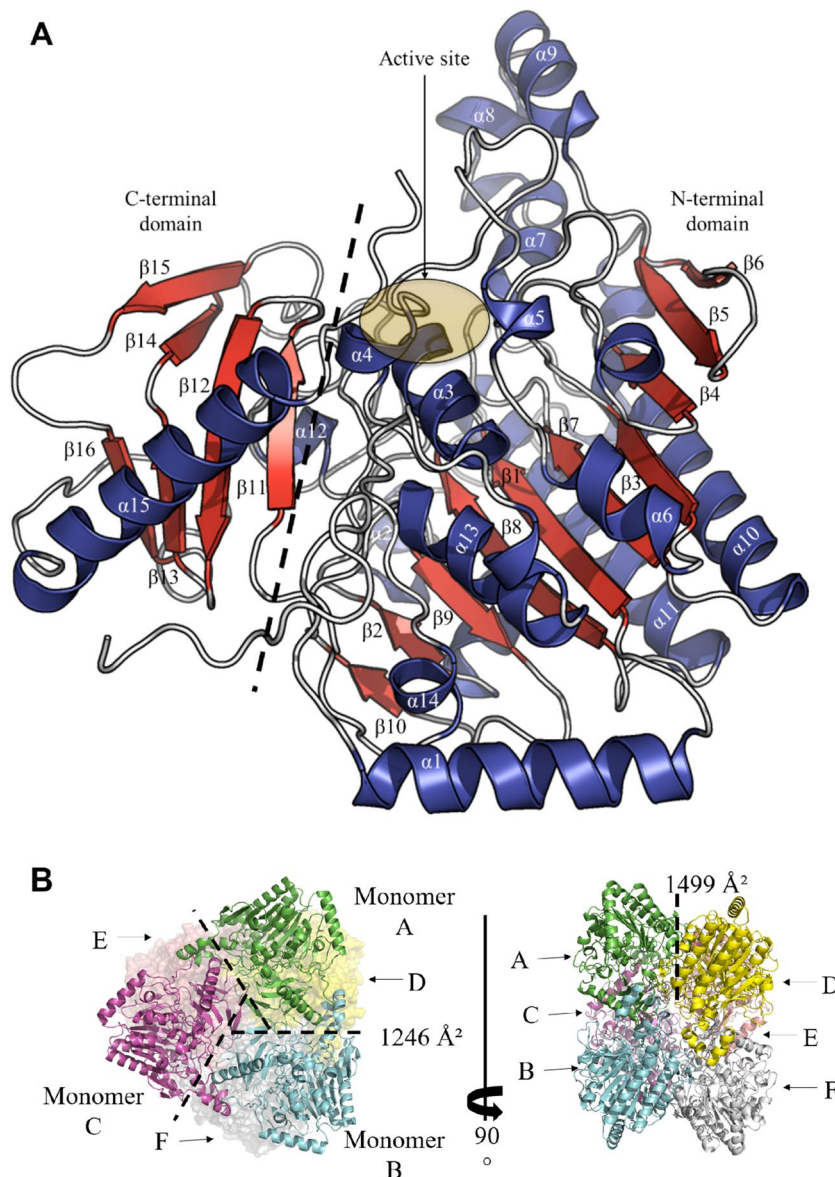 A
Active site
α9
α8
C-terminal
domain
N-terminal
domain
α7
β15
β6
β5
β14
α5
α4
β12
β4
α3
β7
α12
β16
β1
β3
β11
α15
α2
α13
β8
α6
α10
β13
α11
β2
β9
α14
β10
α1
B
Monomer
A
E
D
1246 Å²
Monomer
C
F
Monomer
B
90
°
1499 Å²
A
D
C
E
B
F